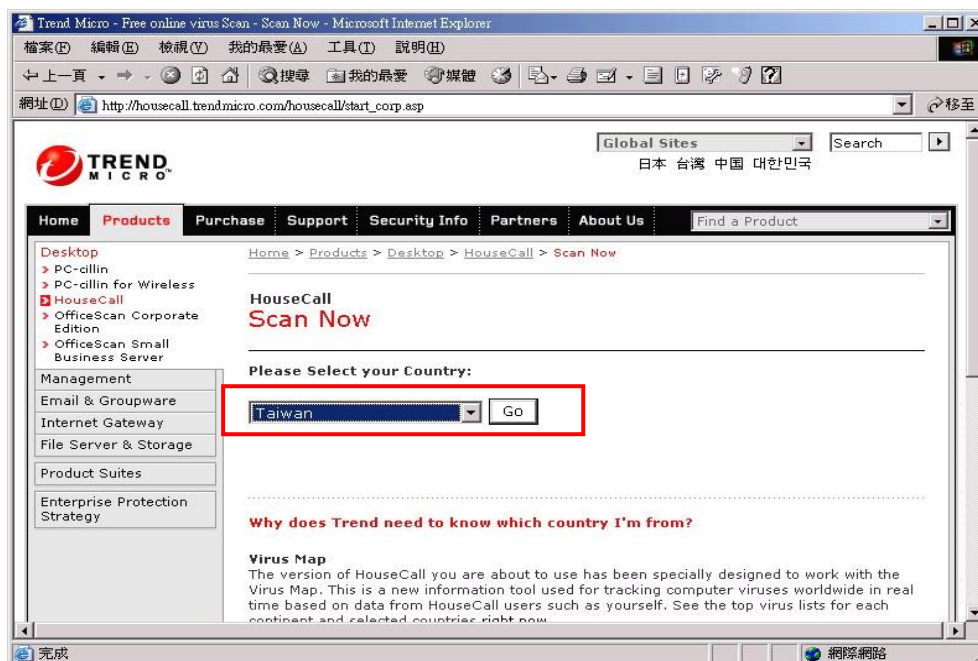 Trend Micro - Free online virus Scan - Scan Now - Microsoft Internet Explorer
檔案(F) 編輯(E) 檢視(V) 我的最愛(A) 工具(T) 說明(H)
上一頁 搜尋 我的最愛 媒體
網址(D) http://housecall.trendmicro.com/housecall/start_corp.asp 移至
Global Sites Search
日本 台湾 中国 대한민국
TREND
MICRO™
Home Products Purchase Support Security Info Partners About Us Find a Product
Desktop
PC-cillin
PC-cillin for Wireless
HouseCall
OfficeScan Corporate
Edition
OfficeScan Small
Business Server
Management
Email & Groupware
Internet Gateway
File Server & Storage
Product Suites
Enterprise Protection
Strategy
Home > Products > Desktop > HouseCall > Scan Now
HouseCall
Scan Now
Please Select your Country:
Taiwan Go
Why does Trend need to know which country I'm from?
Virus Map
The version of HouseCall you are about to use has been specially designed to work with the
Virus Map. This is a new information tool used for tracking computer viruses worldwide in real
time based on data from HouseCall users such as yourself. See the top virus lists for each
continent and selected countries right now.
完成 網際網路